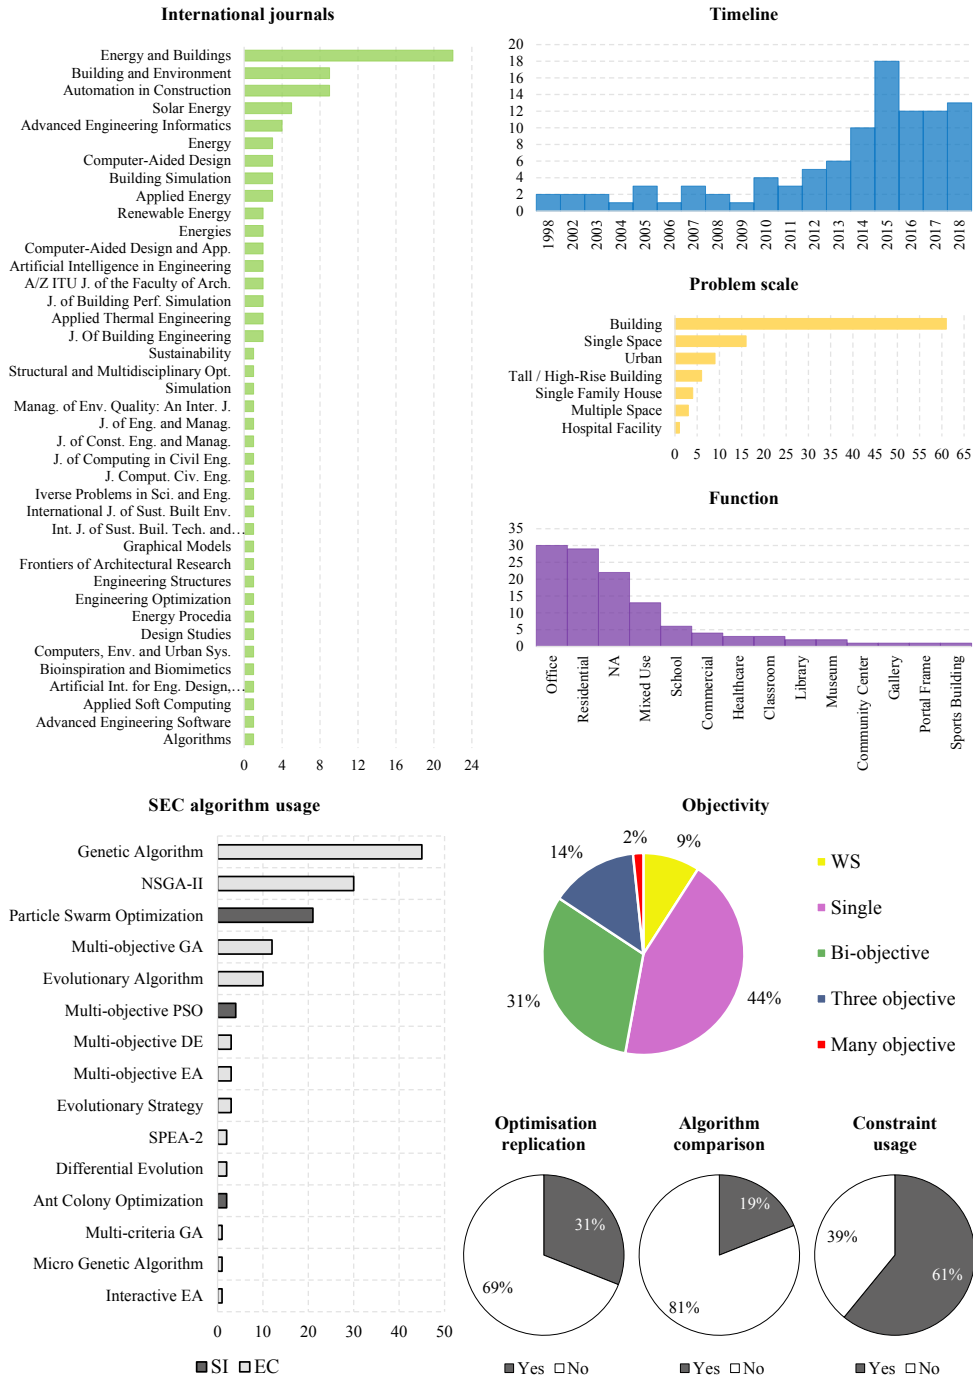 International journals
Energy and Buildings
Building and Environment
Automation in Construction
Solar Energy
Advanced Engineering Informatics
Energy
Computer-Aided Design
Building Simulation
Applied Energy
Renewable Energy
Energies
Computer-Aided Design and App.
Artificial Intelligence in Engineering
A/Z ITU J. of the Faculty of Arch.
J. of Building Perf. Simulation
Applied Thermal Engineering
J. Of Building Engineering
Sustainability
Structural and Multidisciplinary Opt.
Simulation
Manag. of Env. Quality: An Inter. J.
J. of Eng. and Manag.
J. of Const. Eng. and Manag.
J. of Computing in Civil Eng.
J. Comput. Civ. Eng.
Iverse Problems in Sci. and Eng.
International J. of Sust. Built Env.
Int. J. of Sust. Buil. Tech. and…
Graphical Models
Frontiers of Architectural Research
Engineering Structures
Engineering Optimization
Energy Procedia
Design Studies
Computers, Env. and Urban Sys.
Bioinspiration and Biomimetics
Artificial Int. for Eng. Design,…
Applied Soft Computing
Advanced Engineering Software
Algorithms
0 4 8 12 16 20 24
Timeline
20
18
16
14
12
10
8
6
4
2
0
1998 2002 2003 2004 2005 2006 2007 2008 2009 2010 2011 2012 2013 2014 2015 2016 2017 2018
Problem scale
Building
Single Space
Urban
Tall / High-Rise Building
Single Family House
Multiple Space
Hospital Facility
0 5 10 15 20 25 30 35 40 45 50 55 60 65
Function
35
30
25
20
15
10
5
0
Office
Residential
NA
Mixed Use
School
Commercial
Healthcare
Classroom
Library
Museum
Community Center
Gallery
Portal Frame
Sports Building
SEC algorithm usage
Genetic Algorithm
NSGA-II
Particle Swarm Optimization
Multi-objective GA
Evolutionary Algorithm
Multi-objective PSO
Multi-objective DE
Multi-objective EA
Evolutionary Strategy
SPEA-2
Differential Evolution
Ant Colony Optimization
Multi-criteria GA
Micro Genetic Algorithm
Interactive EA
0 10 20 30 40 50
SI EC
Objectivity
2% 9%
14%
31%
44%
WS
Single
Bi-objective
Three objective
Many objective
Optimisation
replication
31%
69%
Yes No
Algorithm
comparison
19%
81%
Yes No
Constraint
usage
39%
61%
Yes No